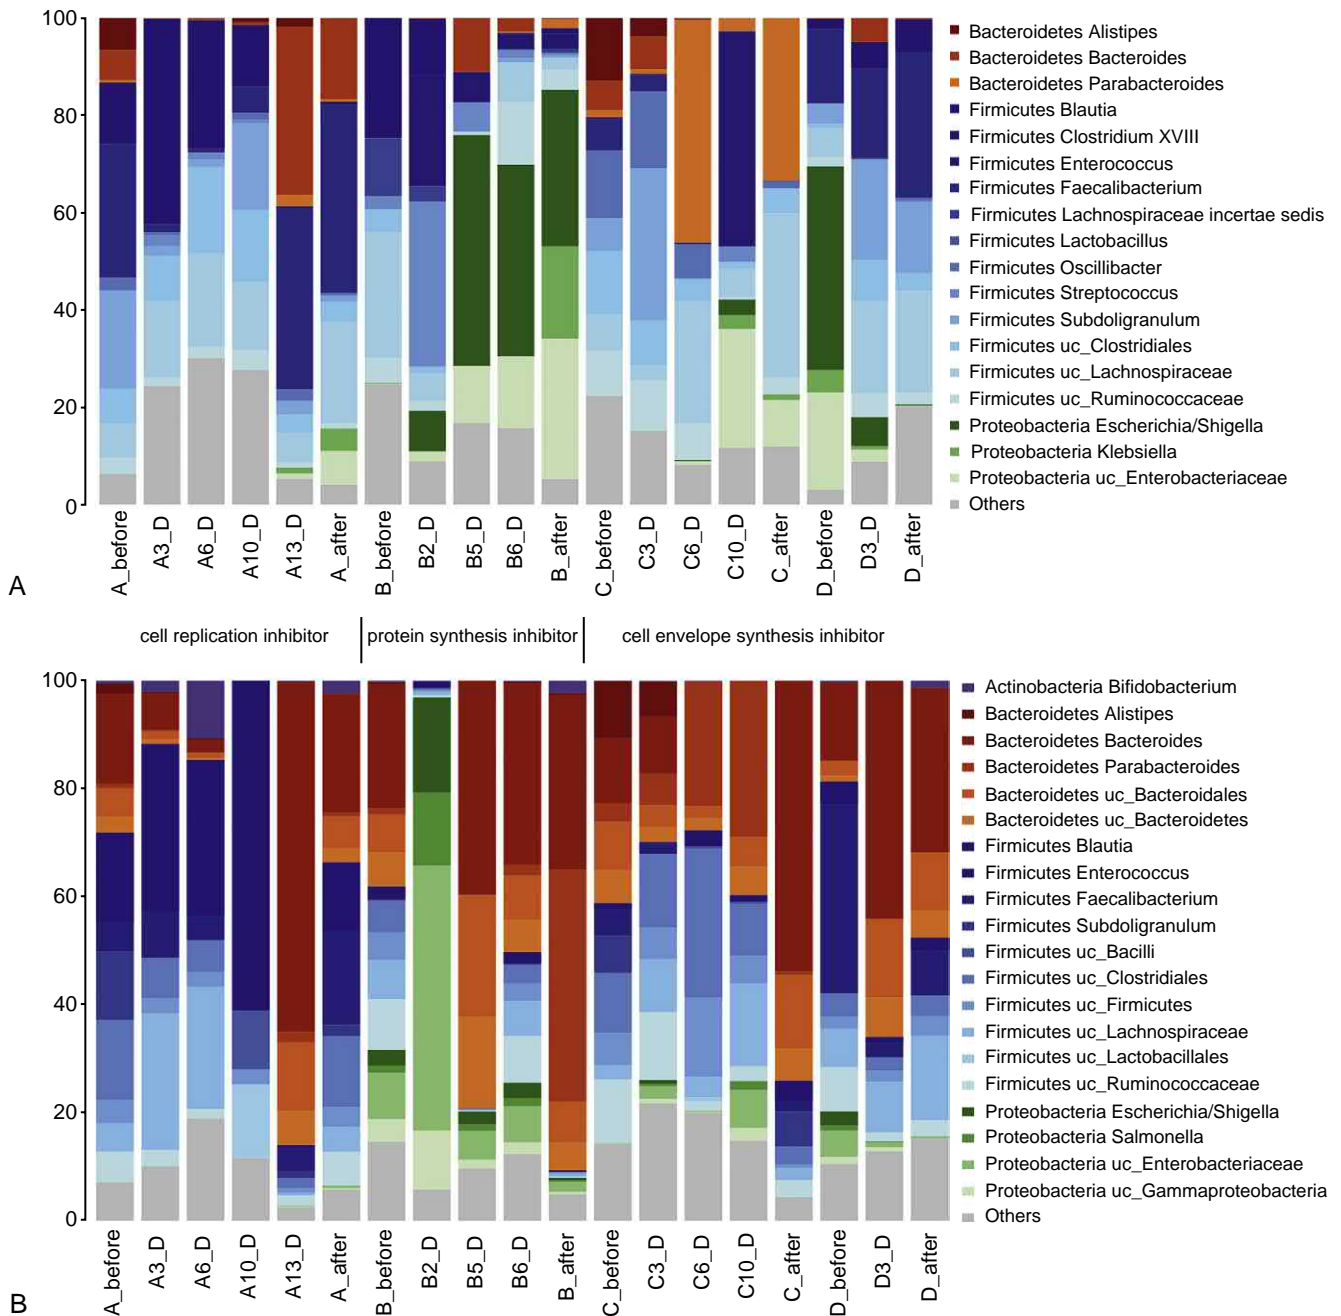 100
80
60
40
20
0
Bacteroidetes Alistipes
Bacteroidetes Bacteroides
Bacteroidetes Parabacteroides
Firmicutes Blautia
Firmicutes Clostridium XVIII
Firmicutes Enterococcus
Firmicutes Faecalibacterium
Firmicutes Lachnospiraceae incertae sedis
Firmicutes Lactobacillus
Firmicutes Oscillibacter
Firmicutes Streptococcus
Firmicutes Subdoligranulum
Firmicutes uc_Clostridiales
Firmicutes uc_Lachnospiraceae
Firmicutes uc_Ruminococcaceae
Proteobacteria Escherichia/Shigella
Proteobacteria Klebsiella
Proteobacteria uc_Enterobacteriaceae
Others
A_before
A3_D
A6_D
A10_D
A13_D
A_after
B_before
B2_D
B5_D
B6_D
B_after
C_before
C3_D
C6_D
C10_D
C_after
D_before
D3_D
D_after
A
cell replication inhibitor
protein synthesis inhibitor
cell envelope synthesis inhibitor
100
80
60
40
20
0
Actinobacteria Bifidobacterium
Bacteroidetes Alistipes
Bacteroidetes Bacteroides
Bacteroidetes Parabacteroides
Bacteroidetes uc_Bacteroidales
Bacteroidetes uc_Bacteroidetes
Firmicutes Blautia
Firmicutes Enterococcus
Firmicutes Faecalibacterium
Firmicutes Subdoligranulum
Firmicutes uc_Bacilli
Firmicutes uc_Clostridiales
Firmicutes uc_Firmicutes
Firmicutes uc_Lachnospiraceae
Firmicutes uc_Lactobacillales
Firmicutes uc_Ruminococcaceae
Proteobacteria Escherichia/Shigella
Proteobacteria Salmonella
Proteobacteria uc_Enterobacteriaceae
Proteobacteria uc_Gammaproteobacteria
Others
A_before
A3_D
A6_D
A10_D
A13_D
A_after
B_before
B2_D
B5_D
B6_D
B_after
C_before
C3_D
C6_D
C10_D
C_after
D_before
D3_D
D_after
B